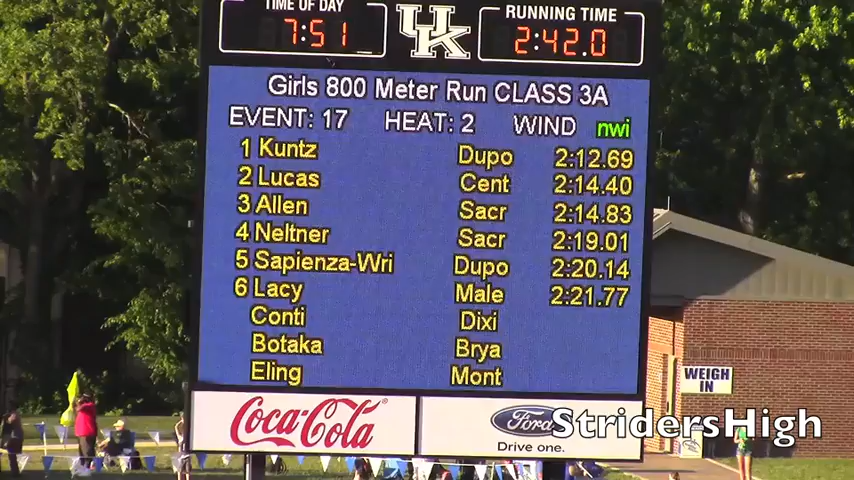 TIME OF DAY
7:51
UK
RUNNING TIME
2:42.0
Girls 800 Meter Run CLASS 3A
EVENT: 17 HEAT: 2 WIND nwi
1 Kuntz Dupo 2:12.69
2 Lucas Cent 2:14.40
3 Allen Sacr 2:14.83
4 Neltner Sacr 2:19.01
5 Sapienza-Wri Dupo 2:20.14
6 Lacy Male 2:21.77
Conti Dixi
Botaka Brya
Eling Mont
Coca-Cola
Ford
Drive one.
WEIGH
IN
StridersHigh